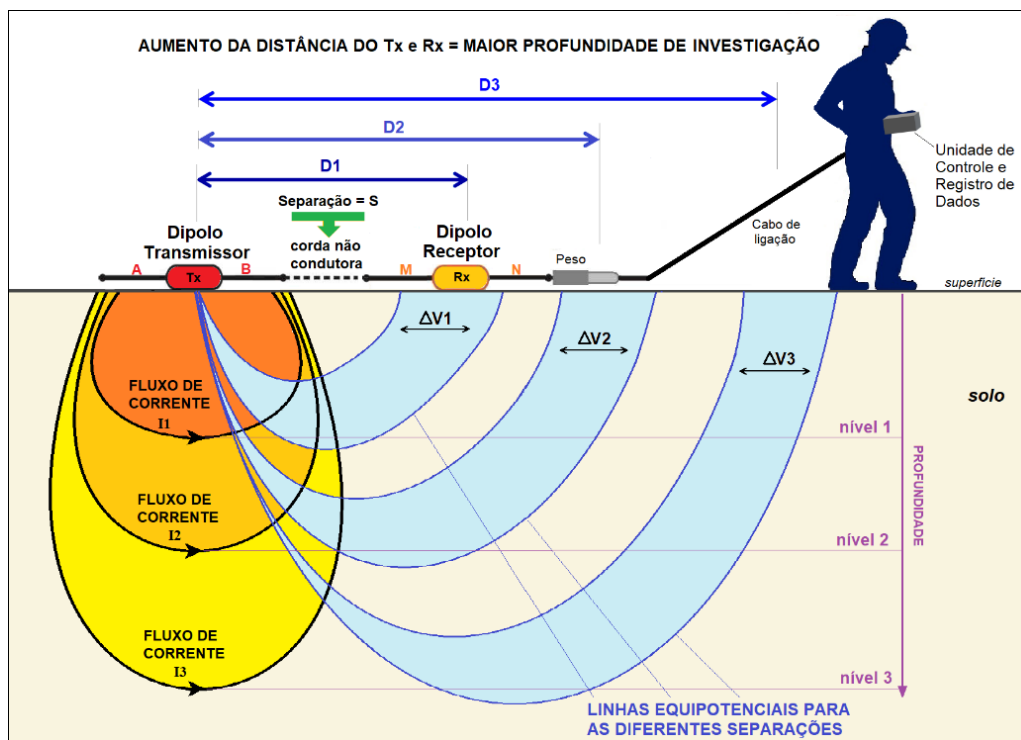 AUMENTO DA DISTÂNCIA DO Tx e Rx = MAIOR PROFUNDIDADE DE INVESTIGAÇÃO
D3
D2
D1
Separação = S
Dipolo
Transmissor
corda não
condutora
Dipolo
Receptor
Unidade de
Controle e
Registro de
Dados
Cabo de
ligação
Peso
A
Tx
B
M
Rx
N
superfície
ΔV1
ΔV2
ΔV3
solo
FLUXO DE
CORRENTE
I1
nível 1
FLUXO DE
CORRENTE
I2
nível 2
FLUXO DE
CORRENTE
I3
nível 3
PROFUNDIDADE
LINHAS EQUIPOTENCIAIS PARA
AS DIFERENTES SEPARAÇÕES